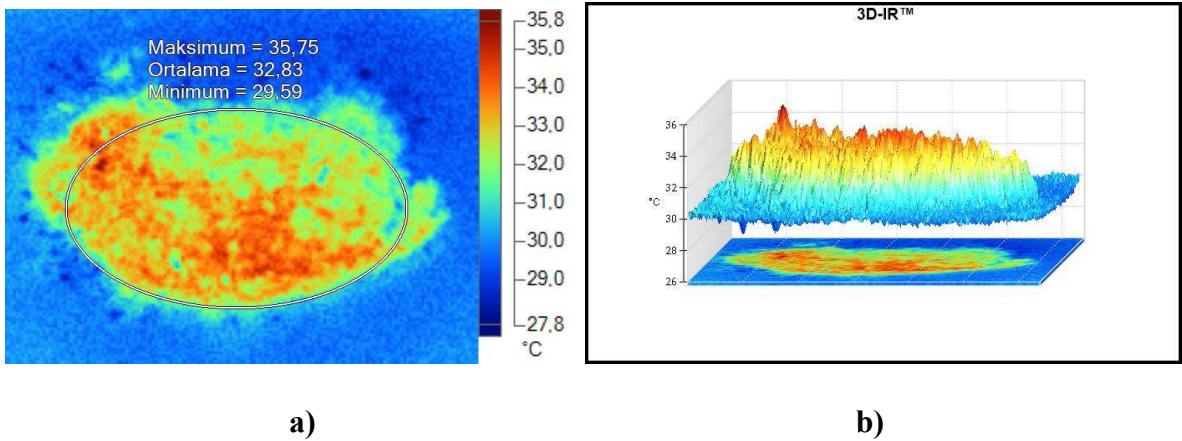 Maksimum = 35,75
Ortalama = 32,83
Minimum = 29,59
35,8
35,0
34,0
33,0
32,0
31,0
30,0
29,0
27,8
°C
3D-IR™
36
34
32
°C
30
28
26
a)
b)